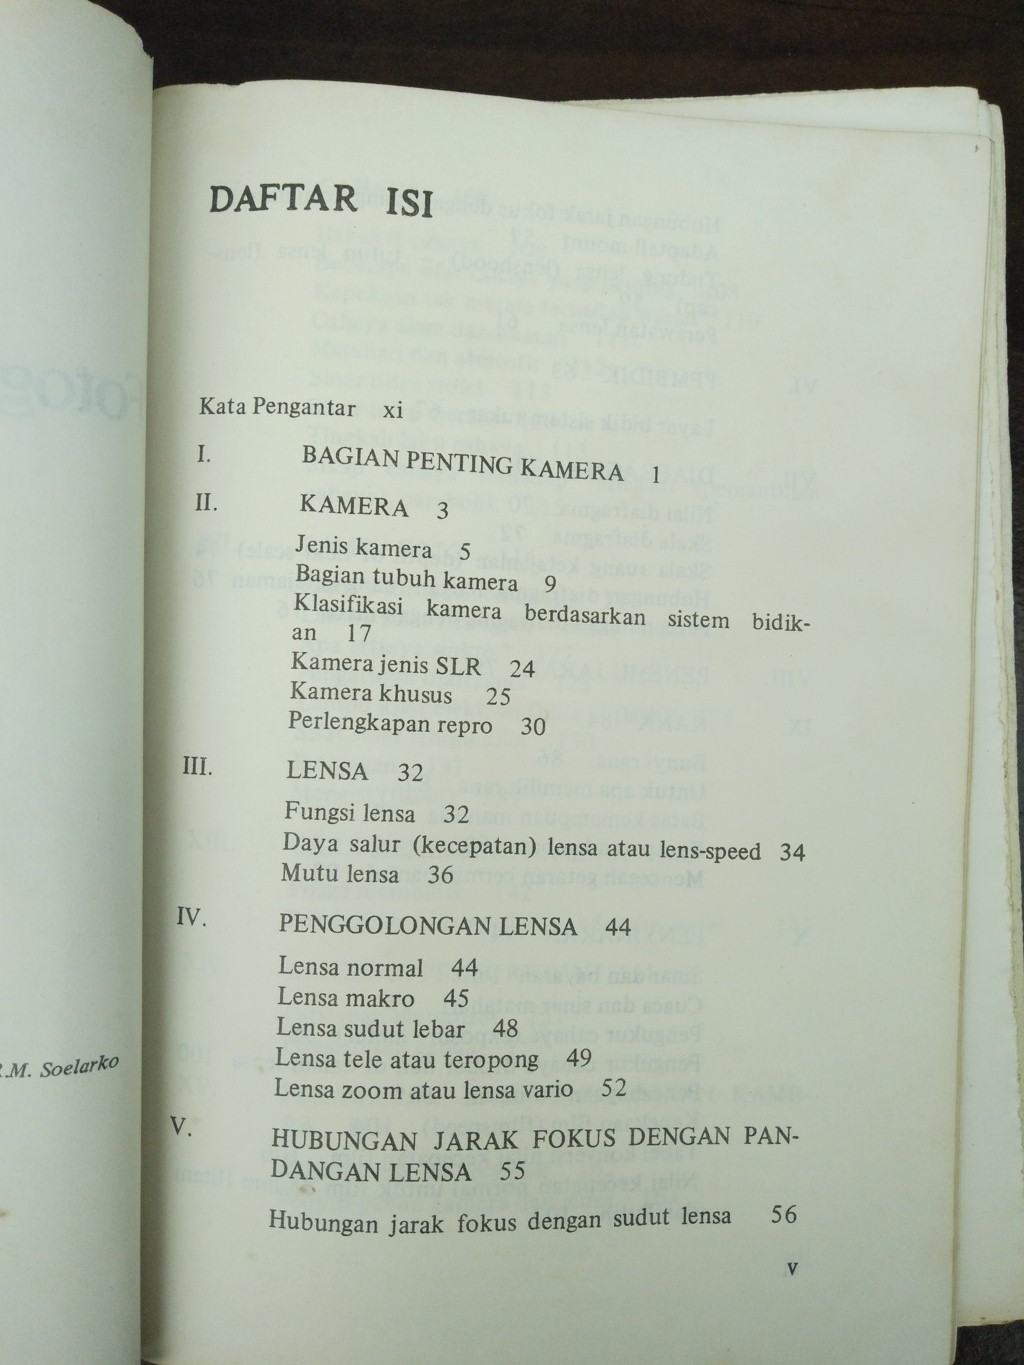 DAFTAR ISI
Kata Pengantar xi
I. BAGIAN PENTING KAMERA 1
II. KAMERA 3
Jenis kamera 5
Bagian tubuh kamera 9
Klasifikasi kamera berdasarkan sistem bidik-
an 17
Kamera jenis SLR 24
Kamera khusus 25
Perlengkapan repro 30
III. LENSA 32
Fungsi lensa 32
Daya salur (kecepatan) lensa atau lens-speed 34
Mutu lensa 36
IV. PENGGOLONGAN LENSA 44
Lensa normal 44
Lensa makro 45
Lensa sudut lebar 48
Lensa tele atau teropong 49
Lensa zoom atau lensa vario 52
V. HUBUNGAN JARAK FOKUS DENGAN PAN-
DANGAN LENSA 55
Hubungan jarak fokus dengan sudut lensa 56
v
.M. Soelarko